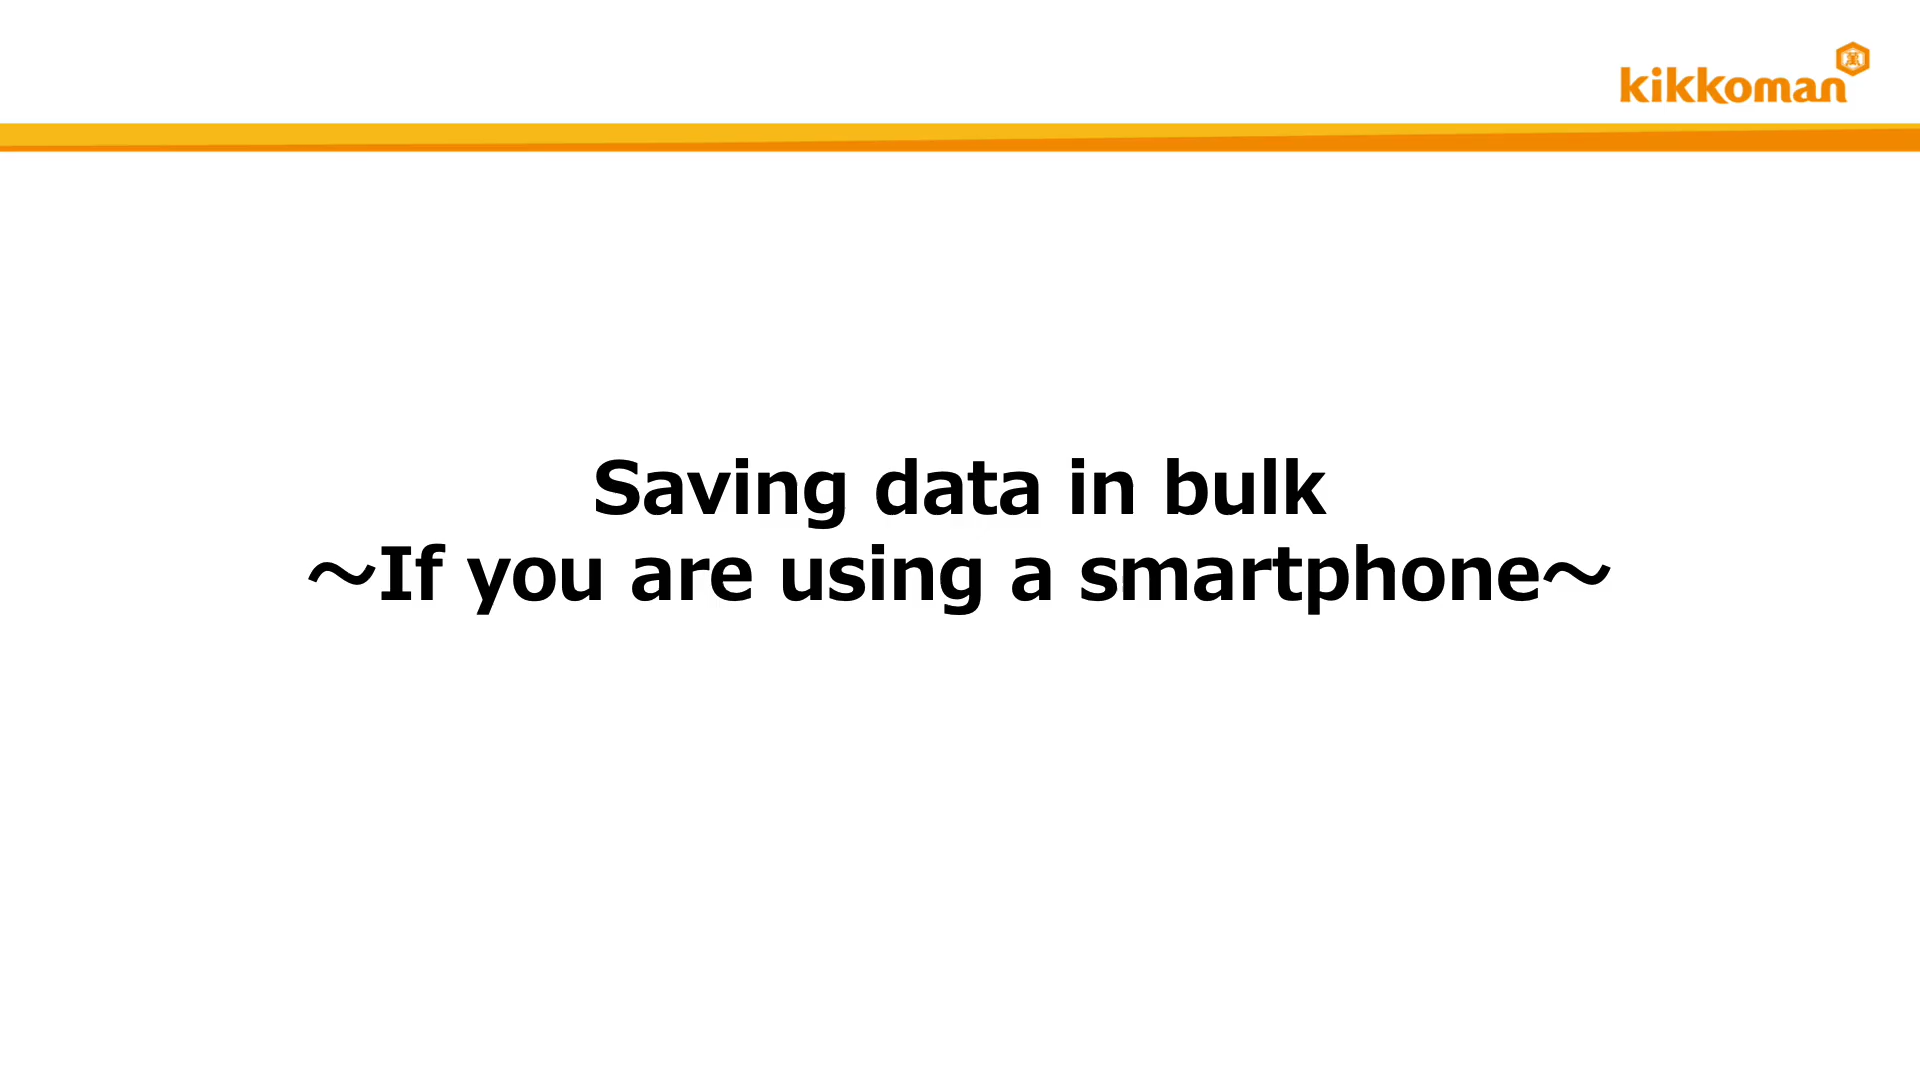 kikkoman
Saving data in bulk
～If you are using a smartphone～